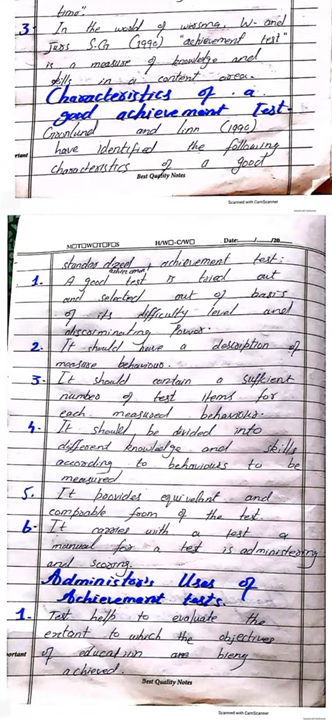 time"
3- In the world of wiersma, W- and
Jurs S.G (1990) "achievement test"
is a measure of knowledge and
skills in a content area.
Characteristics of a
good achievement Test-
Gronlund and linn (1990)
have identified the following
characteristics of a good
Best Quality Notes
Scanned with CamScanner
M□T□W□T□F□S H/W□-C/W□ Date: / /20
standardized achievement test:
1. A good achievement test is tried out
and selected out of basis
of its difficulty level and
discriminating Power-
2- It should have a description of
measure behaviour.
3- It should contain a sufficient
number of test items for
each measured behaviour-
4. It should be divided into
different knowledge and skills
according to behaviours to be
measured
5. It provides equivelant and
comparable form of the test.
6- It carries with a test a
manual for a test is administering
and scoring.
Administer's Uses of
Achievement tests.
1- Test help to evaluate the
extant to which the objectives
of education are bieng
achieved.
Best Quality Notes
Scanned with CamScanner